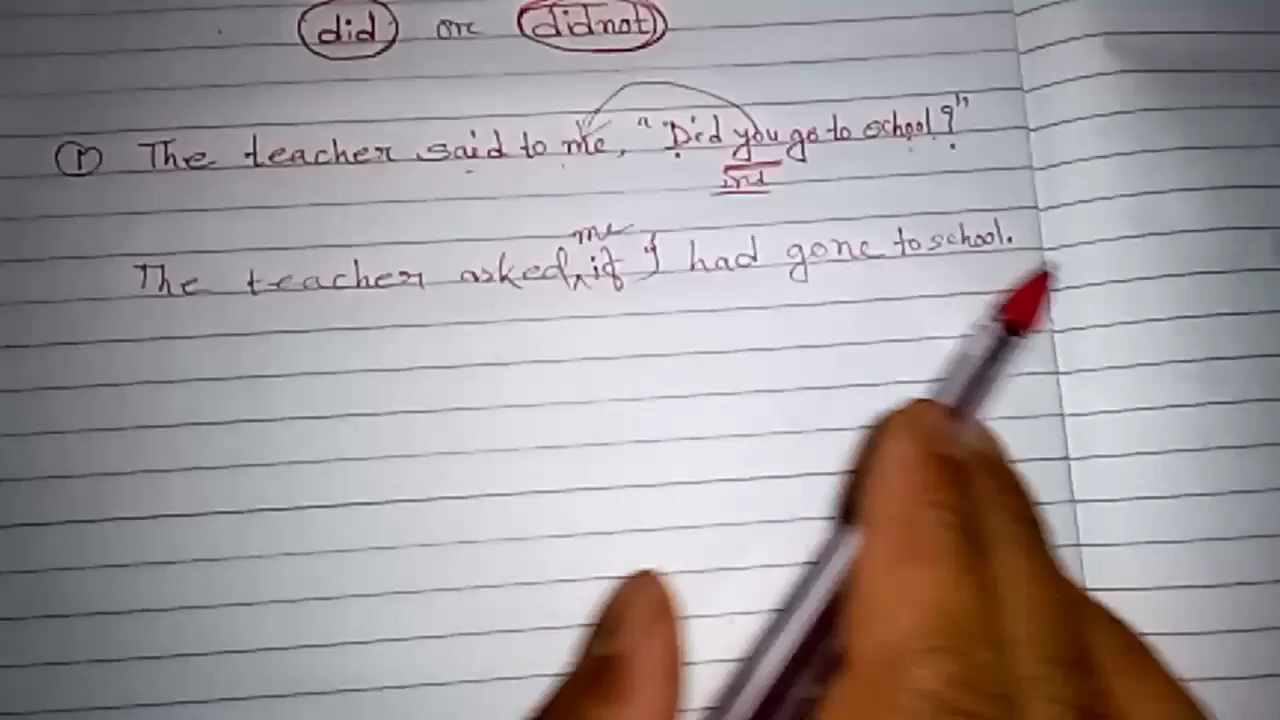 did or didnot
① The teacher said to me, "Did you go to school?"
2nd
me
The teacher asked, if I had gone to school.